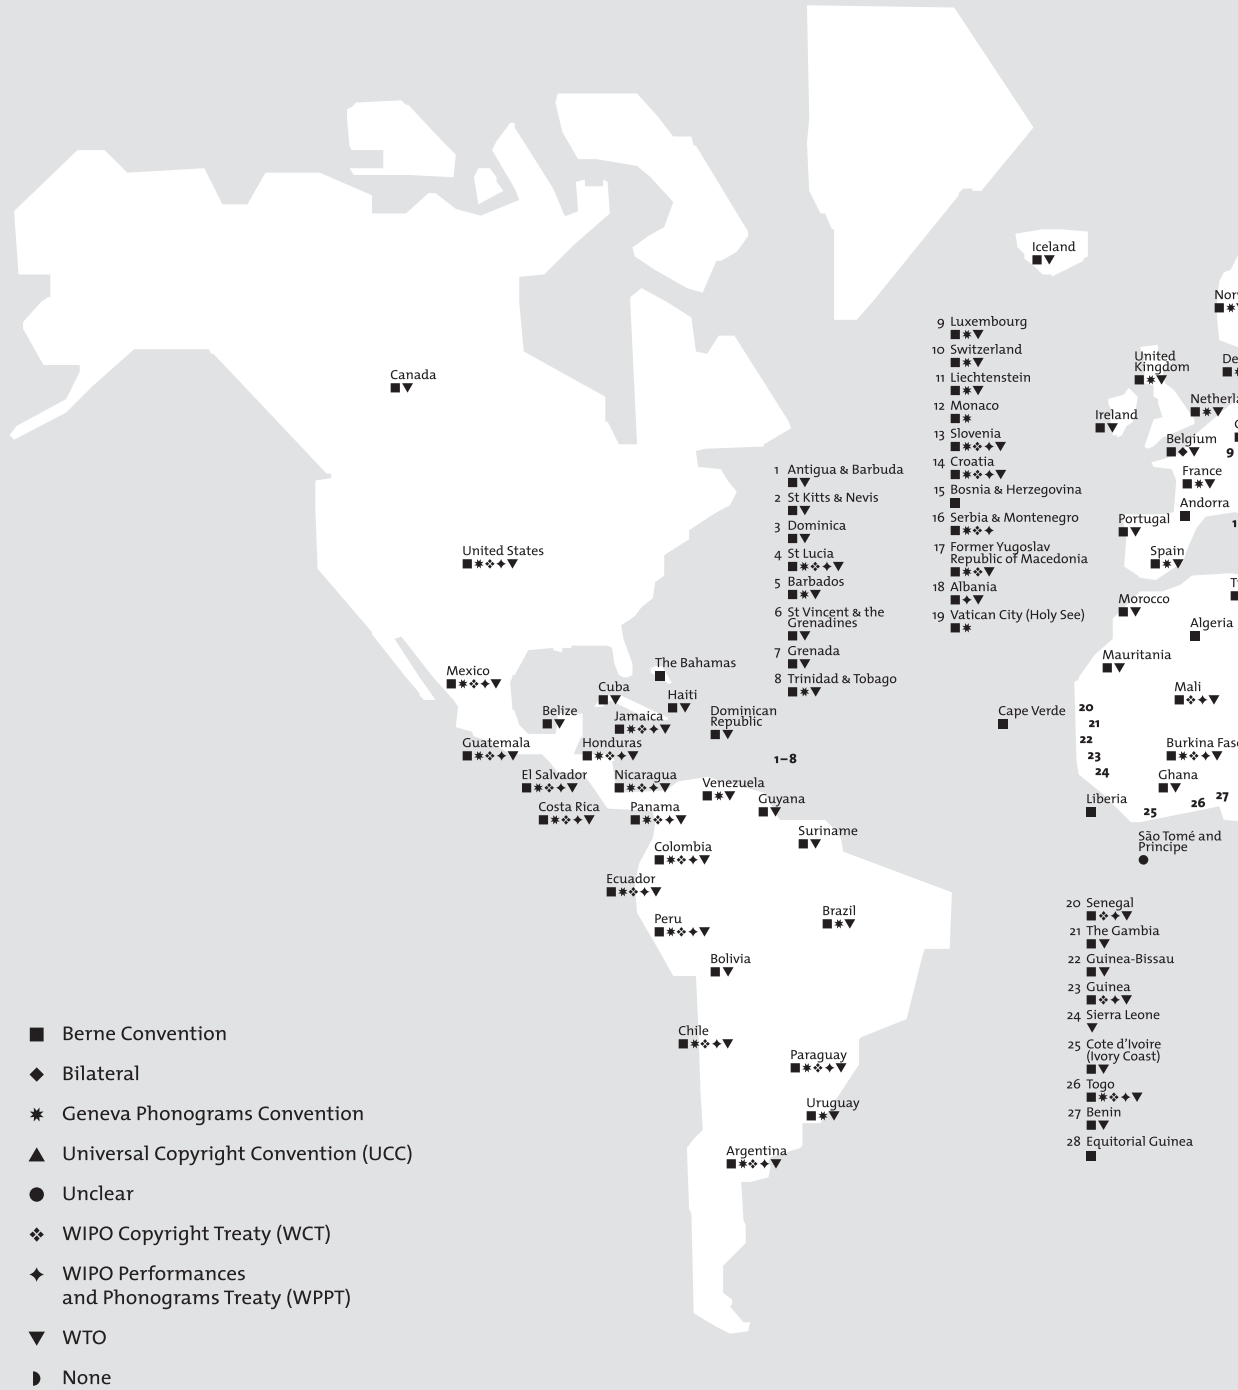 Iceland
Nor
9 Luxembourg
10 Switzerland
11 Liechtenstein
12 Monaco
13 Slovenia
14 Croatia
15 Bosnia & Herzegovina
16 Serbia & Montenegro
17 Former Yugoslav
Republic of Macedonia
18 Albania
19 Vatican City (Holy See)
United
Kingdom
De
Netherla
Ireland
Belgium
9
France
Andorra
Portugal
1
Spain
T
Morocco
Algeria
Mauritania
Mali
Cape Verde
20
21
22
23
24
Burkina Faso
Ghana
Liberia
25
26
27
São Tomé and
Principe
Canada
United States
1 Antigua & Barbuda
2 St Kitts & Nevis
3 Dominica
4 St Lucia
5 Barbados
6 St Vincent & the
Grenadines
7 Grenada
8 Trinidad & Tobago
Mexico
The Bahamas
Cuba
Haiti
Belize
Jamaica
Dominican
Republic
Guatemala
Honduras
1–8
El Salvador
Nicaragua
Venezuela
Costa Rica
Panama
Guyana
Suriname
Colombia
Ecuador
Brazil
Peru
Bolivia
Chile
Paraguay
Uruguay
Argentina
20 Senegal
21 The Gambia
22 Guinea-Bissau
23 Guinea
24 Sierra Leone
25 Cote d’Ivoire
(Ivory Coast)
26 Togo
27 Benin
28 Equitorial Guinea
Berne Convention
Bilateral
Geneva Phonograms Convention
Universal Copyright Convention (UCC)
Unclear
WIPO Copyright Treaty (WCT)
WIPO Performances
and Phonograms Treaty (WPPT)
WTO
None